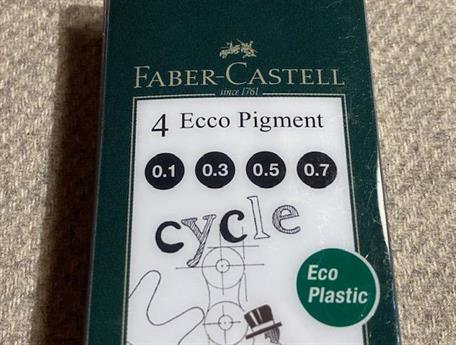 FABER-CASTELL
since 1761
4 Ecco Pigment
0.1 0.3 0.5 0.7
cycle
Eco
Plastic